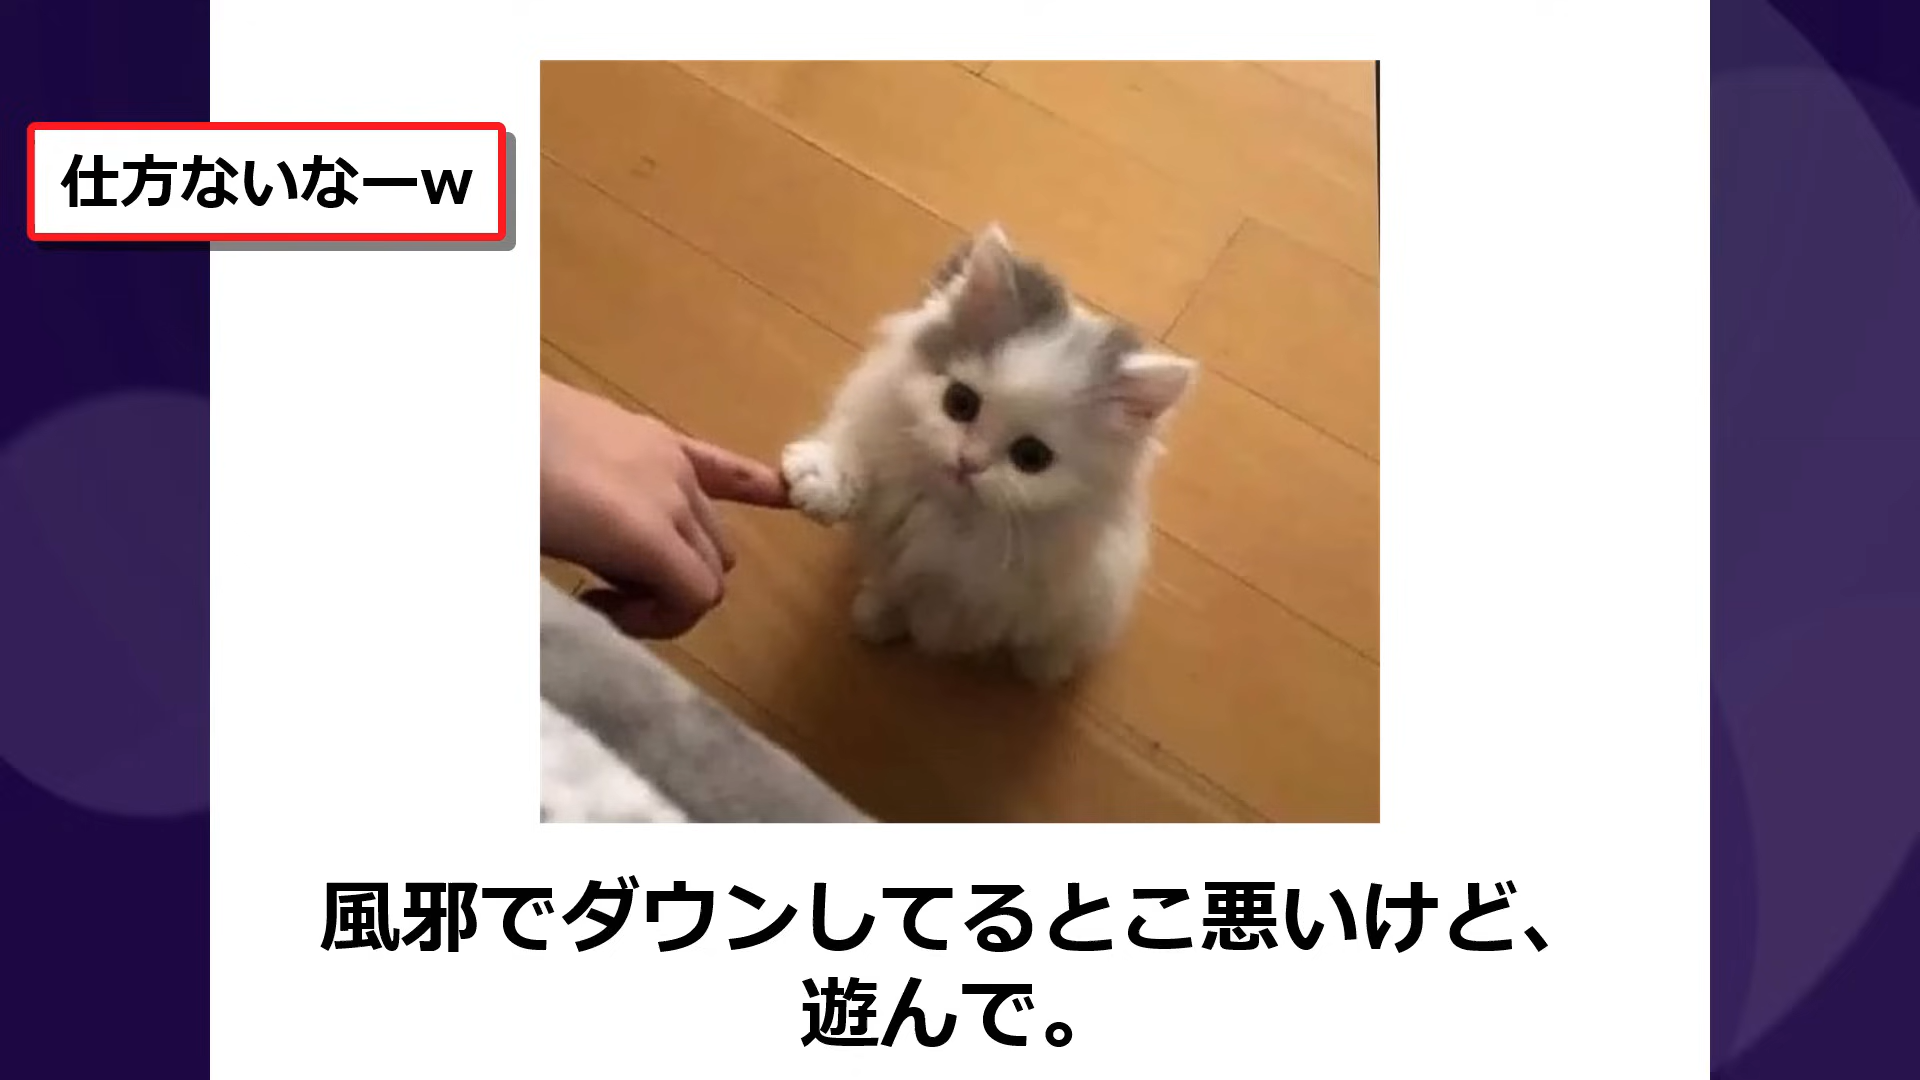 仕方ないなーw
風邪でダウンしてるとこ悪いけど、
遊んで。